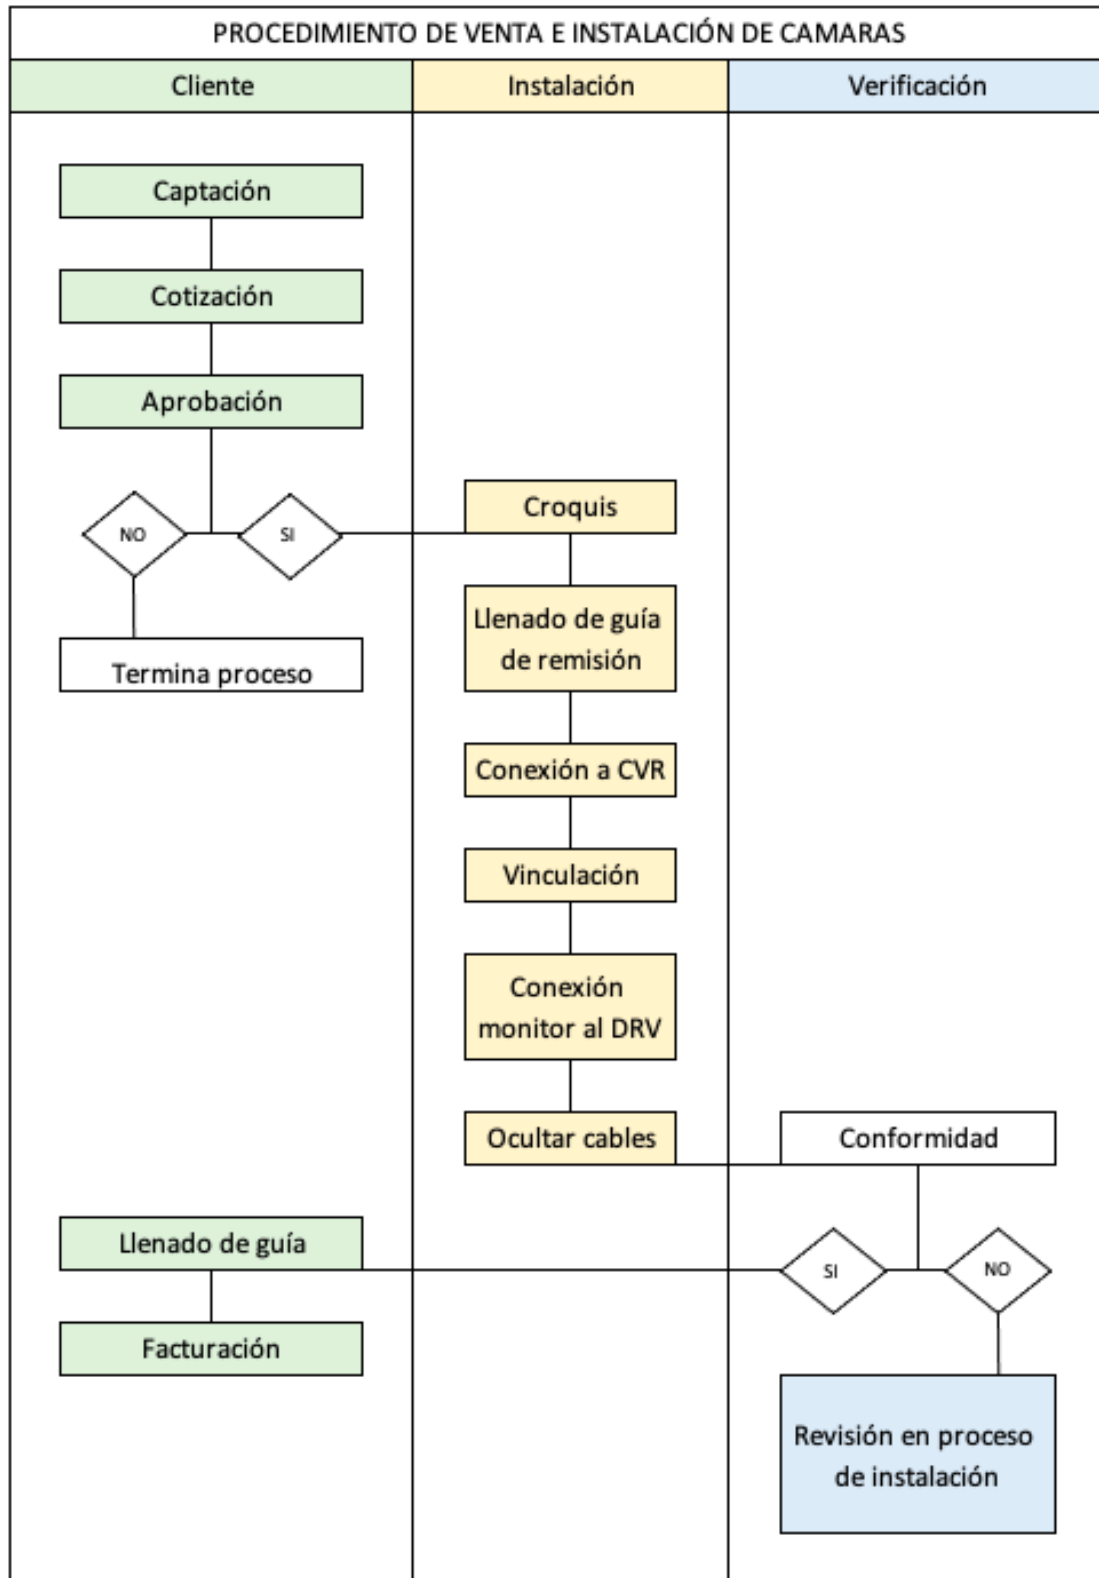 PROCEDIMIENTO DE VENTA E INSTALACIÓN DE CAMARAS
Cliente
Instalación
Verificación
Captación
Cotización
Aprobación
NO
SI
Croquis
Llenado de guía
de remisión
Termina proceso
Conexión a CVR
Vinculación
Conexión
monitor al DRV
Ocultar cables
Conformidad
Llenado de guía
SI
NO
Facturación
Revisión en proceso
de instalación